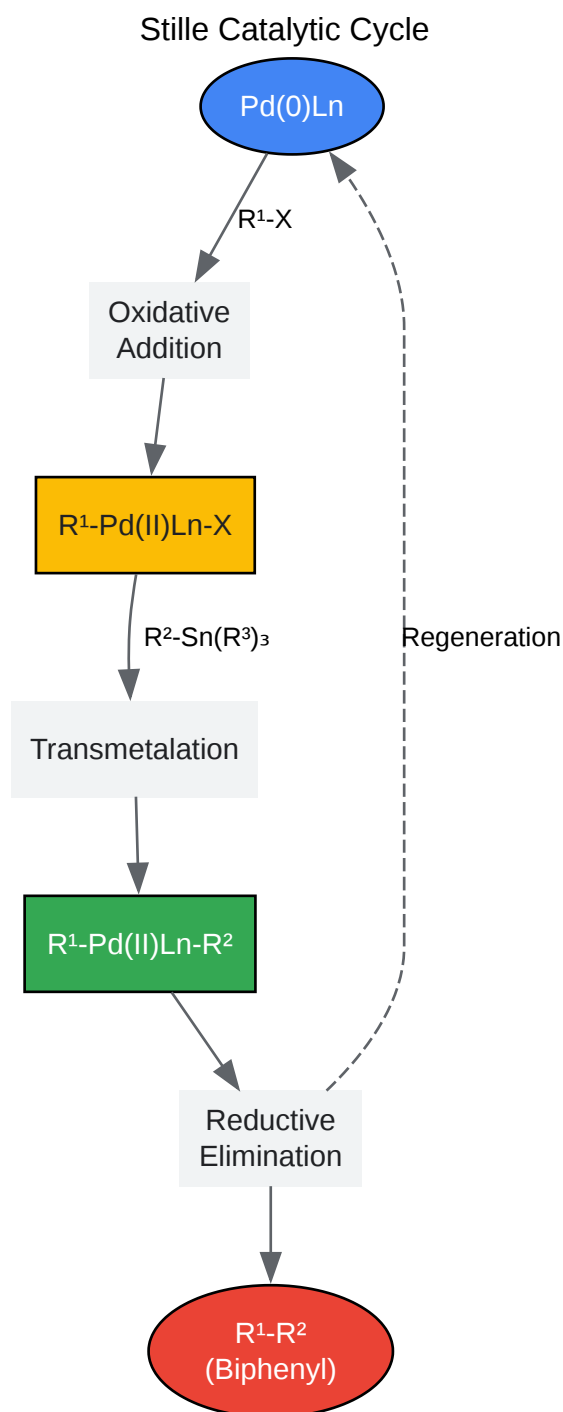 Stille Catalytic Cycle
Pd(0)Ln
R¹-X
Oxidative
Addition
R¹-Pd(II)Ln-X
R²-Sn(R³)₃
Regeneration
Transmetalation
R¹-Pd(II)Ln-R²
Reductive
Elimination
R¹-R²
(Biphenyl)